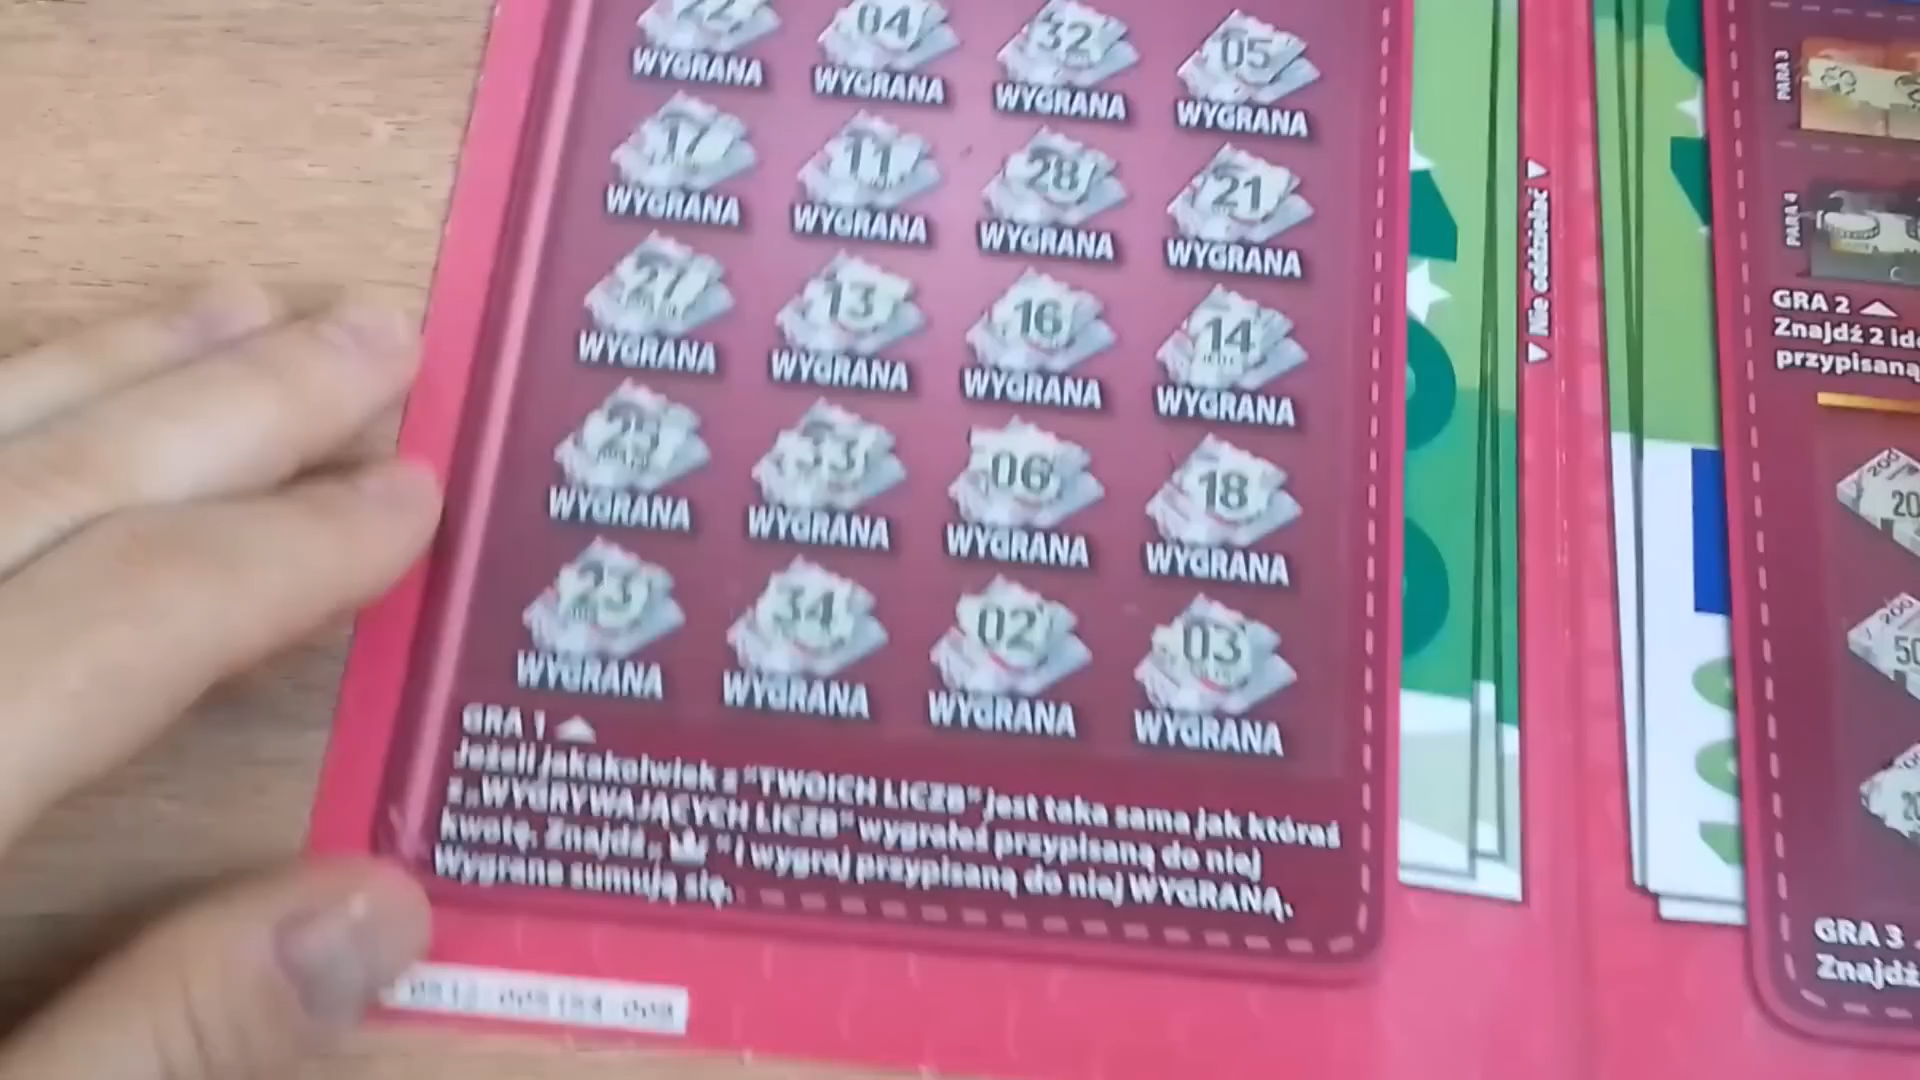 22 04 32 05
WYGRANA WYGRANA WYGRANA WYGRANA
17 11 28 21
WYGRANA WYGRANA WYGRANA WYGRANA
27 13 16 14
WYGRANA WYGRANA WYGRANA WYGRANA
WYGRANA WYGRANA WYGRANA WYGRANA
33 06 18
23 34 02 03
WYGRANA WYGRANA WYGRANA WYGRANA
GRA 1
Jeżeli jakakolwiek z "TWOICH LICZB" jest taka sama jak któraś
z „WYGRYWAJĄCYCH LICZB" wygrałeś przypisaną do niej
kwotę. Znajdź „ " i wygraj przypisaną do niej WYGRANĄ.
Wygrane sumują się.
Nie oddzielać
PARA 3
PARA 4
GRA 2
Znajdź 2
przypisaną
200
200
GRA 3
Znajdź